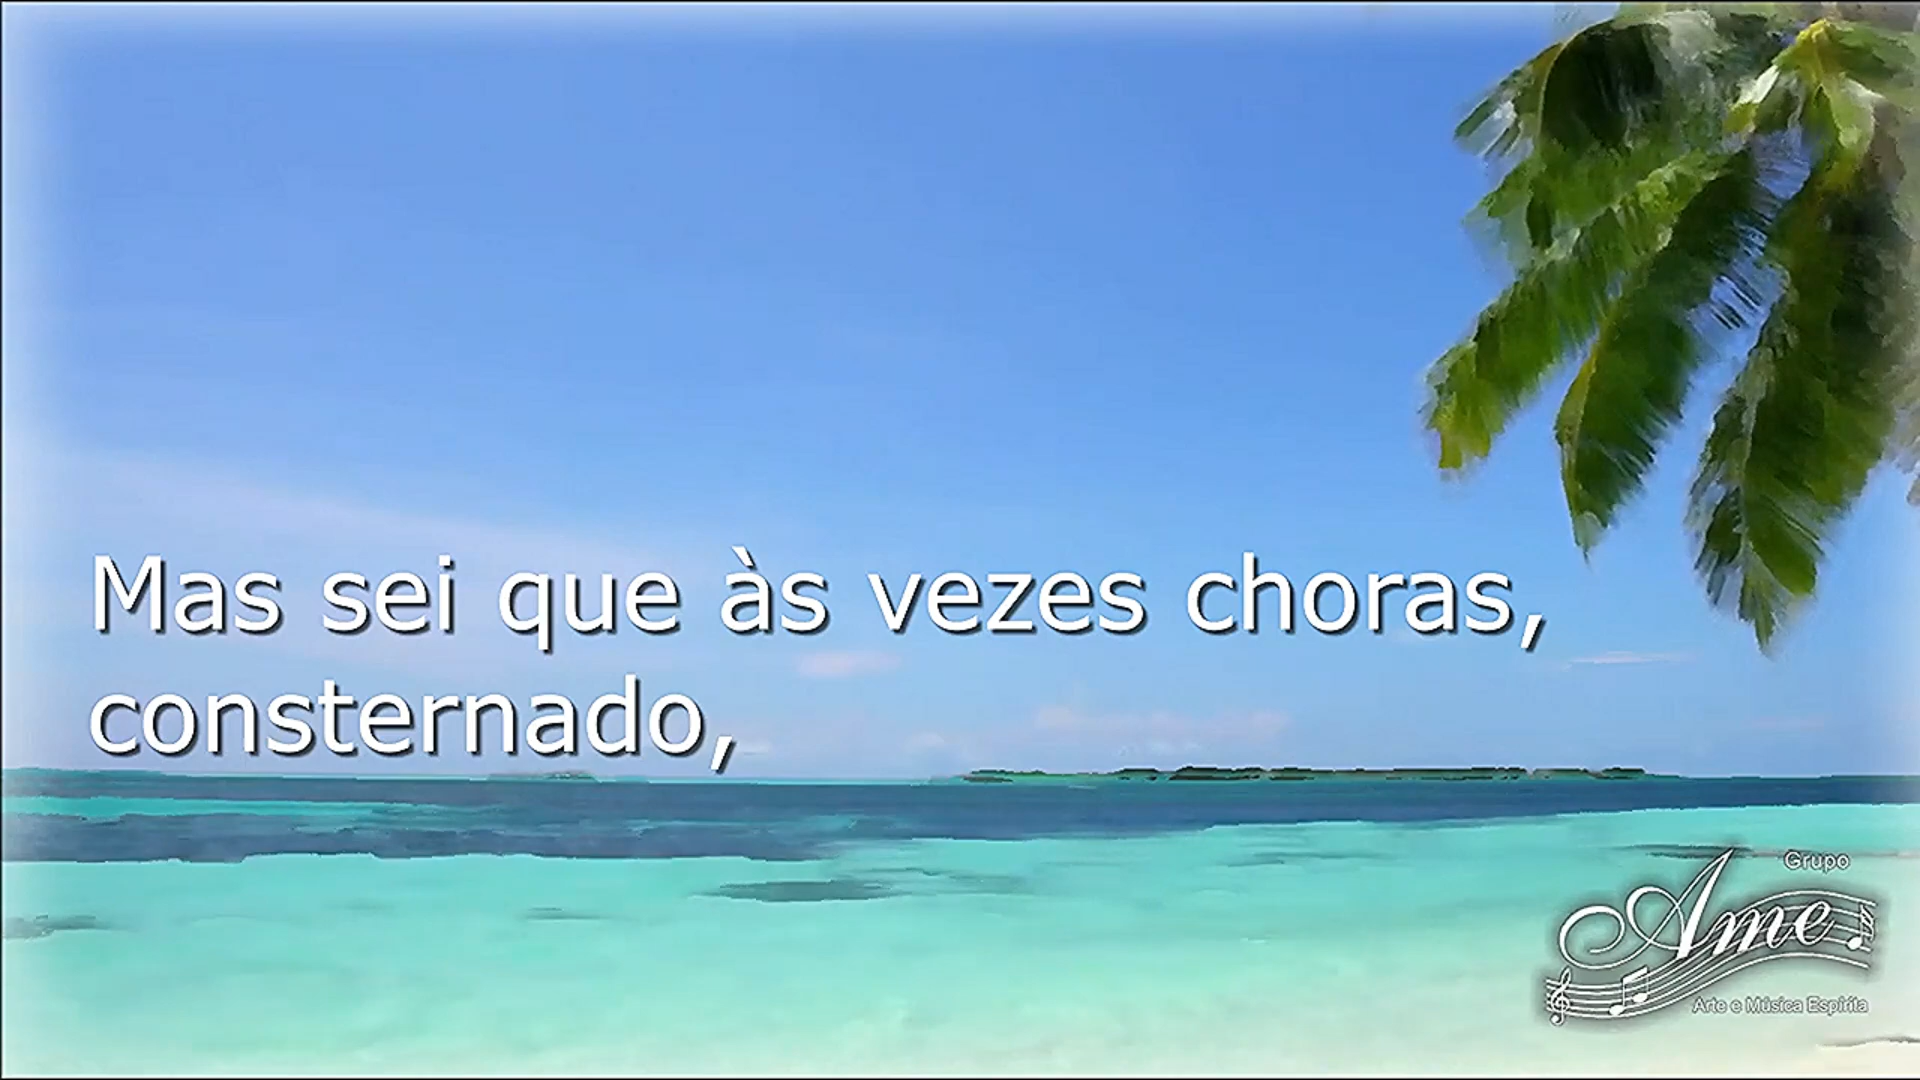 Mas sei que às vezes choras,
consternado,
Grupo
Ame
Arte e Música Espírita